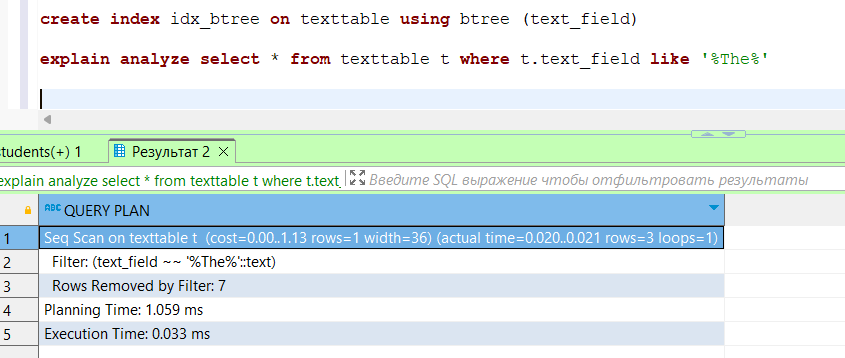 create index idx_btree on texttable using btree (text_field)
explain analyze select * from texttable t where t.text_field like '%The%'
students(+) 1
Результат 2
explain analyze select * from texttable t where t.text_
Введите SQL выражение чтобы отфильтровать результаты
ABC QUERY PLAN
1 Seq Scan on texttable t (cost=0.00..1.13 rows=1 width=36) (actual time=0.020..0.021 rows=3 loops=1)
2 Filter: (text_field ~~ '%The%'::text)
3 Rows Removed by Filter: 7
4 Planning Time: 1.059 ms
5 Execution Time: 0.033 ms